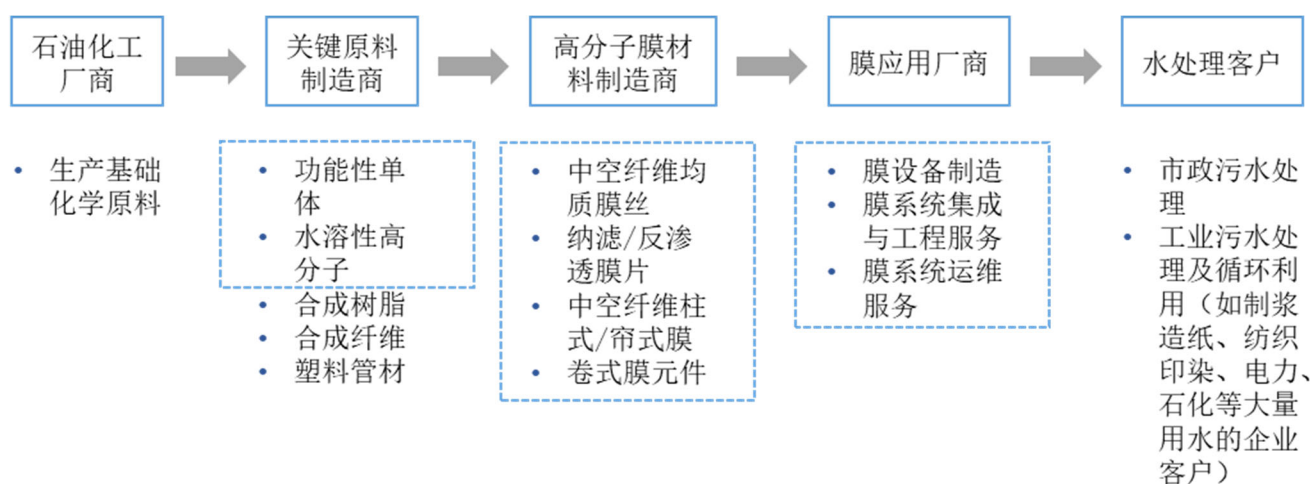 石油化工
厂商
关键原料
制造商
高分子膜材
料制造商
膜应用厂商
水处理客户
• 生产基础
化学原料
• 功能性单
体
• 水溶性高
分子
• 合成树脂
• 合成纤维
• 塑料管材
• 中空纤维均
质膜丝
• 纳滤/反渗
透膜片
• 中空纤维柱
式/帘式膜
• 卷式膜元件
• 膜设备制造
• 膜系统集成
与工程服务
• 膜系统运维
服务
• 市政污水处
理
• 工业污水处
理及循环利
用（如制浆
造纸、纺织
印染、电力、
石化等大量
用水的企业
客户）